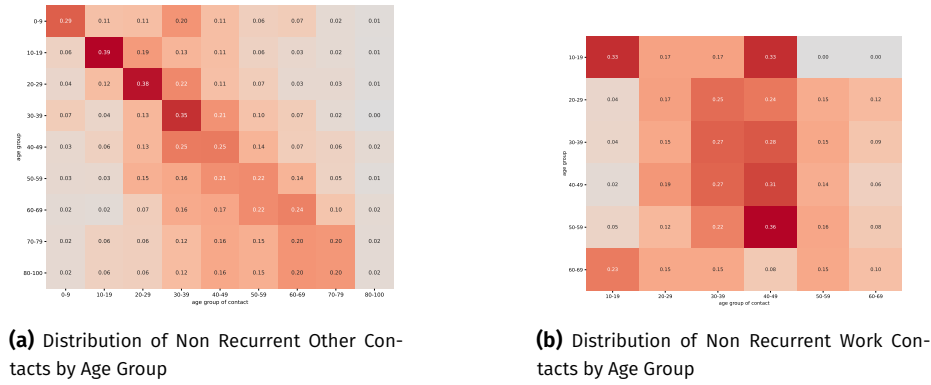 0-9 0.29 0.11 0.11 0.20 0.11 0.06 0.07 0.02 0.01
10-19 0.06 0.39 0.19 0.13 0.11 0.06 0.03 0.02 0.01
20-29 0.04 0.12 0.38 0.22 0.11 0.07 0.03 0.03 0.01
30-39 0.07 0.04 0.13 0.35 0.21 0.10 0.07 0.02 0.00
40-49 0.03 0.06 0.13 0.25 0.25 0.14 0.07 0.02 0.02
50-59 0.03 0.03 0.15 0.16 0.21 0.22 0.14 0.05 0.01
60-69 0.02 0.02 0.07 0.16 0.17 0.22 0.24 0.10 0.02
70-79 0.02 0.06 0.06 0.12 0.16 0.15 0.20 0.20 0.02
80-100 0.02 0.06 0.06 0.12 0.16 0.15 0.20 0.20 0.02
0-9 10-19 20-29 30-39 40-49 50-59 60-69 70-79 80-100
age group of contact
age group
(a) Distribution of Non Recurrent Other Con-
tacts by Age Group
10-19 0.33 0.17 0.17 0.33 0.00 0.00
20-29 0.04 0.17 0.25 0.24 0.15 0.12
30-39 0.04 0.15 0.27 0.28 0.15 0.09
40-49 0.02 0.19 0.27 0.31 0.14 0.06
50-59 0.05 0.12 0.22 0.36 0.16 0.08
60-69 0.23 0.15 0.15 0.08 0.15 0.10
10-19 20-29 30-39 40-49 50-59 60-69
age group of contact
age group
(b) Distribution of Non Recurrent Work Con-
tacts by Age Group